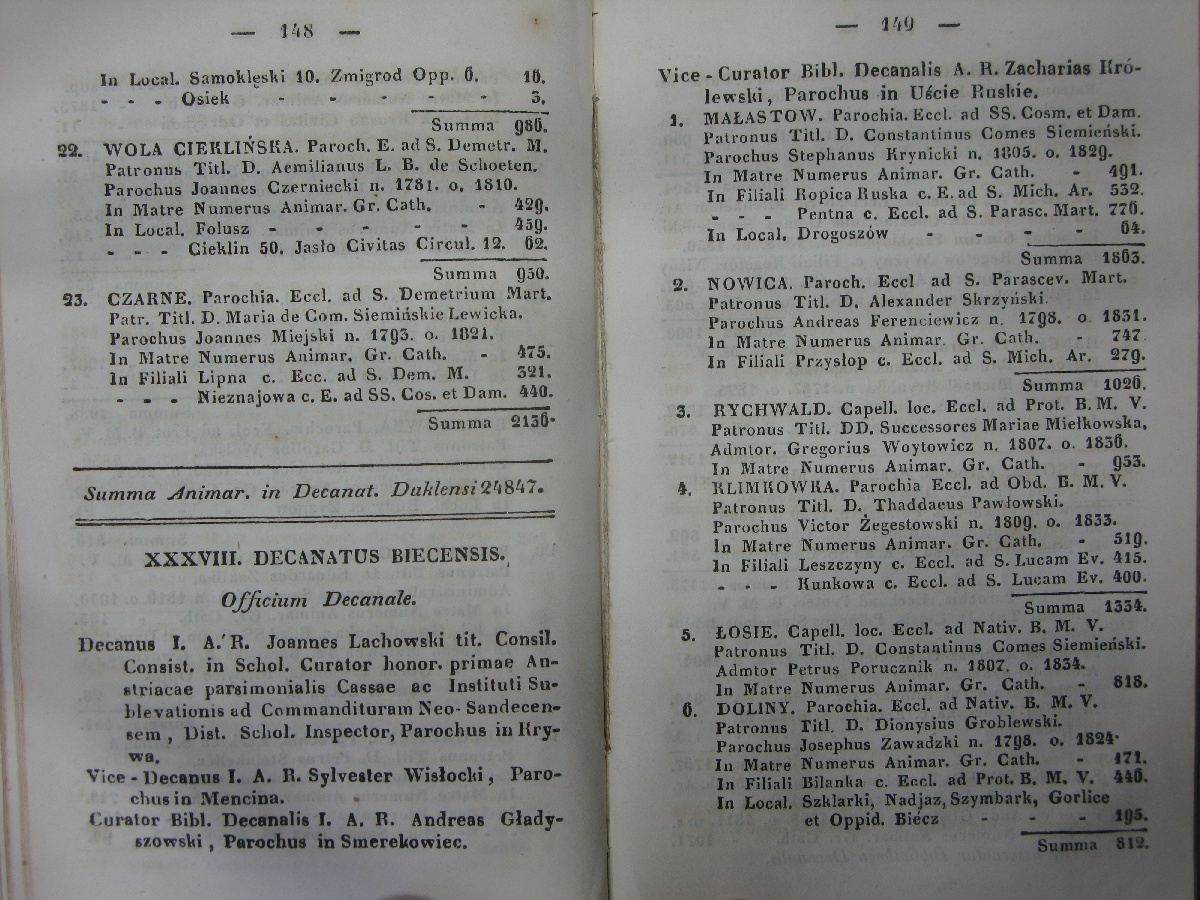 — 148 —
In Local. Samoklęski 10. Zmigrod Opp. 6. 16.
- - - Osiek - - - - - 3.
Summa 986.
22. WOLA CIEKLIŃSKA. Paroch. E. ad S. Demetr. M.
Patronus Titl. D. Aemilianus L. B. de Schoeten.
Parochus Joannes Czerniecki n. 1781. o. 1810.
In Matre Numerus Animar. Gr. Cath. - 429.
In Local. Folusz - - - - - 459.
- - - Cieklin 50. Jasło Civitas Circul. 12. 62.
Summa 950.
23. CZARNE. Parochia. Eccl. ad S. Demetrium Mart.
Patr. Titl. D. Maria de Com. Siemińskie Lewicka.
Parochus Joannes Miejski n. 1793. o. 1821.
In Matre Numerus Animar. Gr. Cath. - 475.
In Filiali Lipna c. Ecc. ad S. Dem. M. 321.
- - - Nieznajowa c. E. ad SS. Cos. et Dam. 440.
Summa 2136.
Summa Animar. in Decanat. Duklensi 24847.
XXXVIII. DECANATUS BIECENSIS.
Officium Decanale.
Decanus I. A. R. Joannes Lachowski tit. Consil.
Consist. in Schol. Curator honor. primae Au-
striacae parsimonialis Cassae ac Instituti Su-
blevationis ad Commandituram Neo-Sandecen-
sem, Dist. Schol. Inspector, Parochus in Kry-
wa.
Vice-Decanus I. A. R. Sylvester Wisłocki, Paro-
chus in Mencina.
Curator Bibl. Decanalis I. A. R. Andreas Głady-
szowski, Parochus in Smerekowiec.
— 149 —
Vice-Curator Bibl. Decanalis A. R. Zacharias Kró-
lewski, Parochus in Uście Ruskie.
1. MAŁASTOW. Parochia. Eccl. ad SS. Cosm. et Dam.
Patronus Titl. D. Constantinus Comes Siemieński.
Parochus Stephanus Krynicki n. 1805. o. 1829.
In Matre Numerus Animar. Gr. Cath. - 491.
In Filiali Ropica Ruska c. E. ad S. Mich. Ar. 532.
- - - Pentna c. Eccl. ad S. Parasc. Mart. 776.
In Local. Drogoszów - - - - 64.
Summa 1863.
2. NOWICA. Paroch. Eccl ad S. Parascev. Mart.
Patronus Titl. D. Alexander Skrzyński.
Parochus Andreas Ferenciewicz n. 1798. o 1831.
In Matre Numerus Animar. Gr. Cath. - 747
In Filiali Przysłop c. Eccl. ad S. Mich. Ar. 279.
Summa 1026.
3. RYCHWALD. Capell. loc. Eccl. ad Prot. B. M. V.
Patronus Titl. DD. Successores Mariae Miełkowska,
Admtor. Gregorius Woytowicz n. 1807. o. 1836.
In Matre Numerus Animar. Gr. Cath. - 953.
4. KLIMKOWKA. Parochia Eccl. ad Obd. B. M. V.
Patronus Titl. D. Thaddaeus Pawłowski.
Parochus Victor Żegestowski n. 1809. o. 1833.
In Matre Numerus Animar. Gr. Cath. - 519.
In Filiali Leszczyny c. Eccl. ad S. Lucam Ev. 415.
- - - Kunkowa c. Eccl. ad S. Lucam Ev. 400.
Summa 1334.
5. ŁOSIE. Capell. loc. Eccl. ad Nativ. B. M. V.
Patronus Titl. D. Constantinus Comes Siemieński.
Admtor Petrus Porucznik n. 1807. o. 1834.
In Matre Numerus Animar. Gr. Cath. - 818.
6. DOLINY. Parochia. Eccl. ad Nativ. B. M. V.
Patronus Titl. D. Dionysius Groblewski.
Parochus Josephus Zawadzki n. 1798. o. 1824.
In Matre Numerus Animar. Gr. Cath. - 171.
In Filiali Bilanka c. Eccl. ad Prot. B. M. V. 446.
In Local. Szklarki, Nadjaz, Szymbark, Gorlice
et Oppid. Biecz - - - 195.
Summa 812.